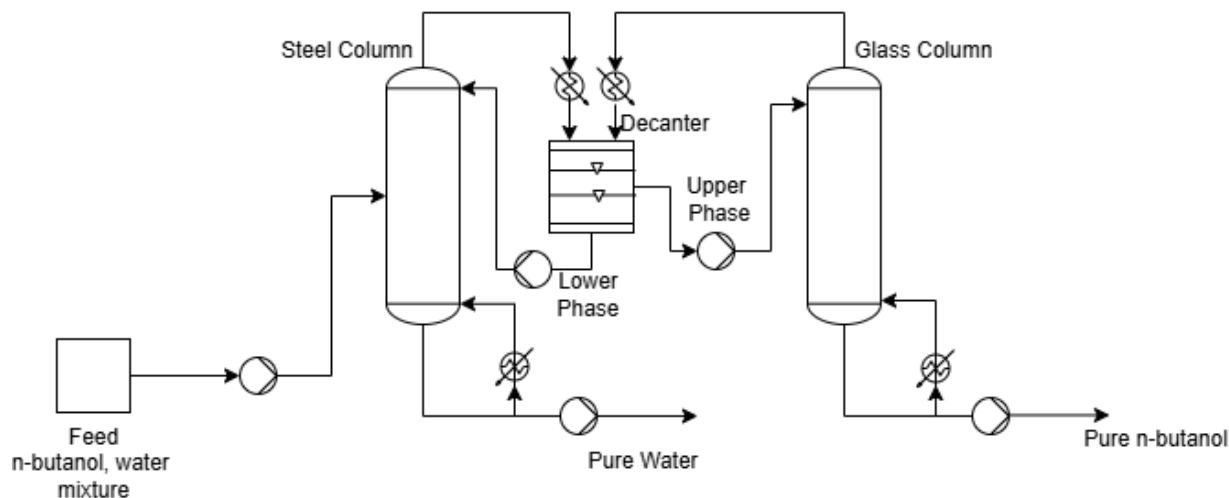 Steel Column
Glass Column
Decanter
Upper
Phase
Lower
Phase
Feed
n-butanol, water
mixture
Pure Water
Pure n-butanol